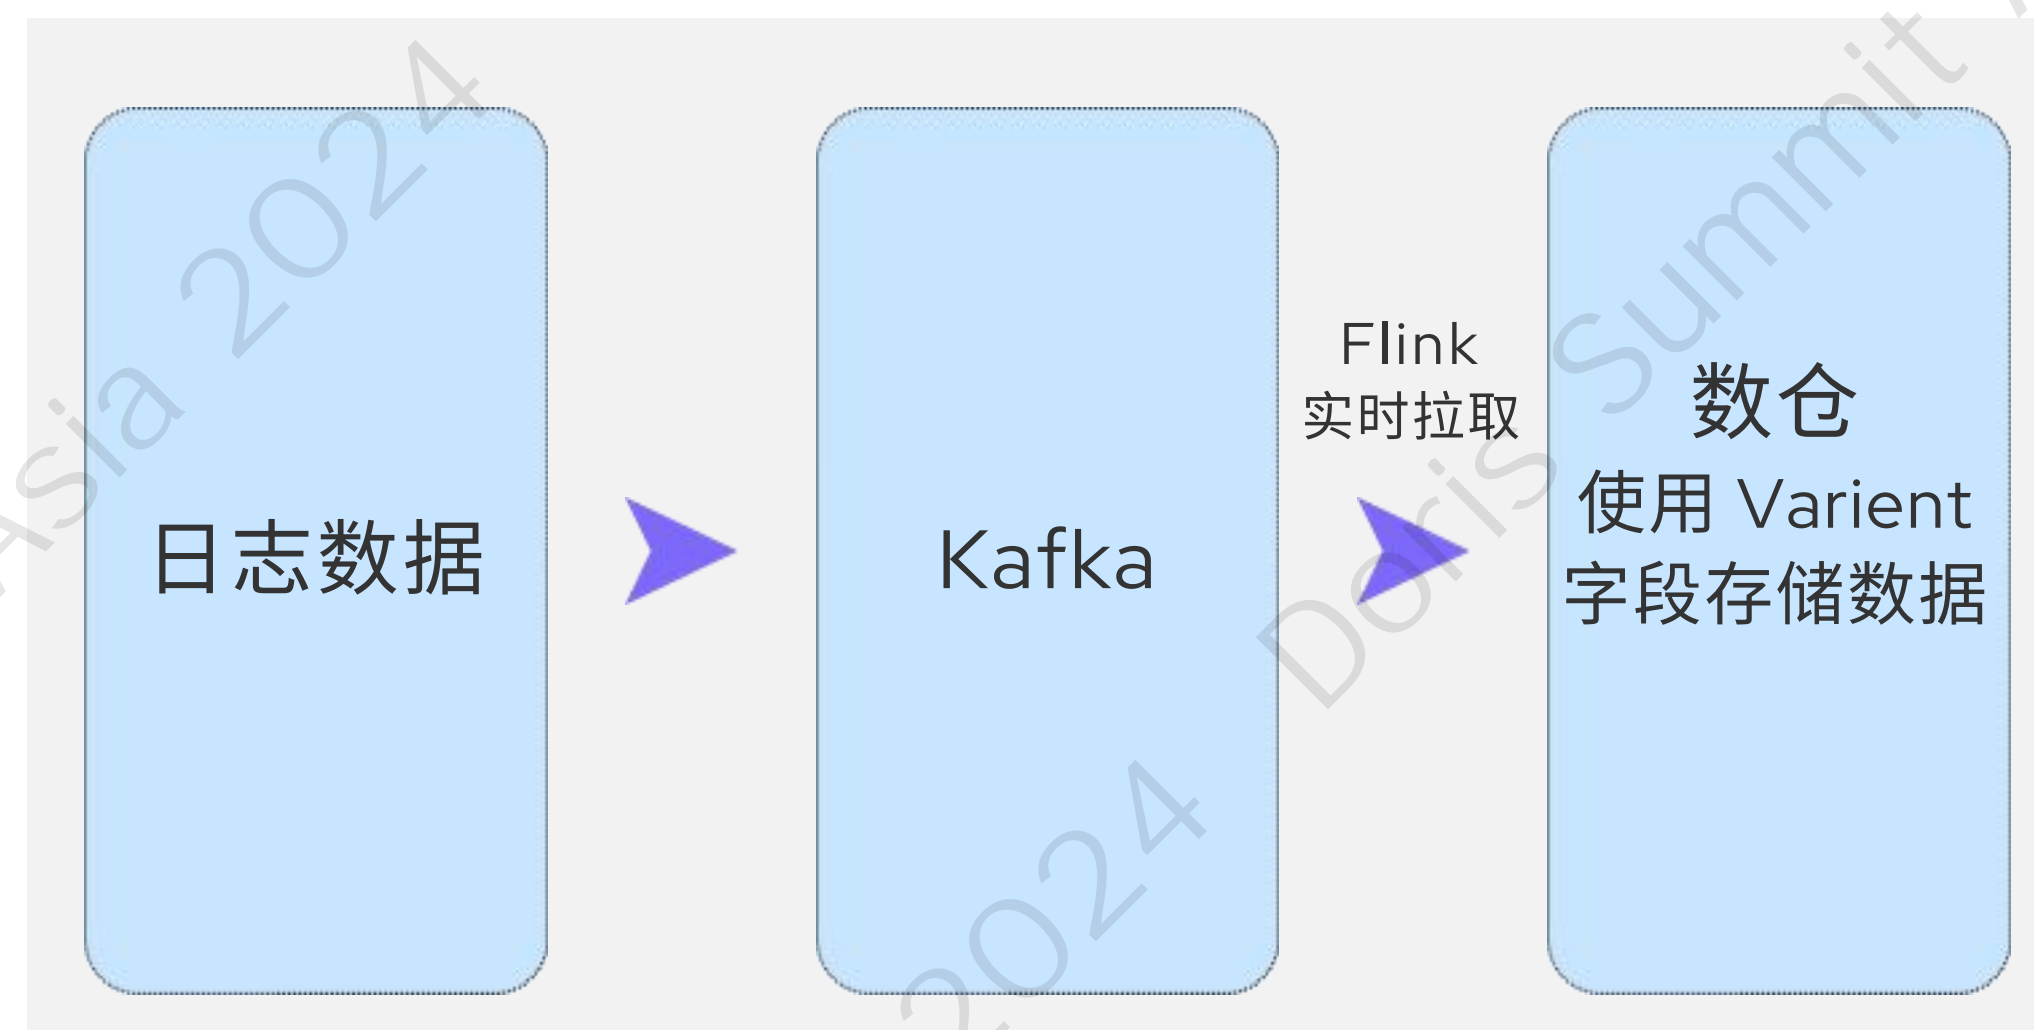 日志数据
Kafka
Flink
实时拉取
数仓
使用 Varient
字段存储数据
Asia 2024
Doris Summit
2024